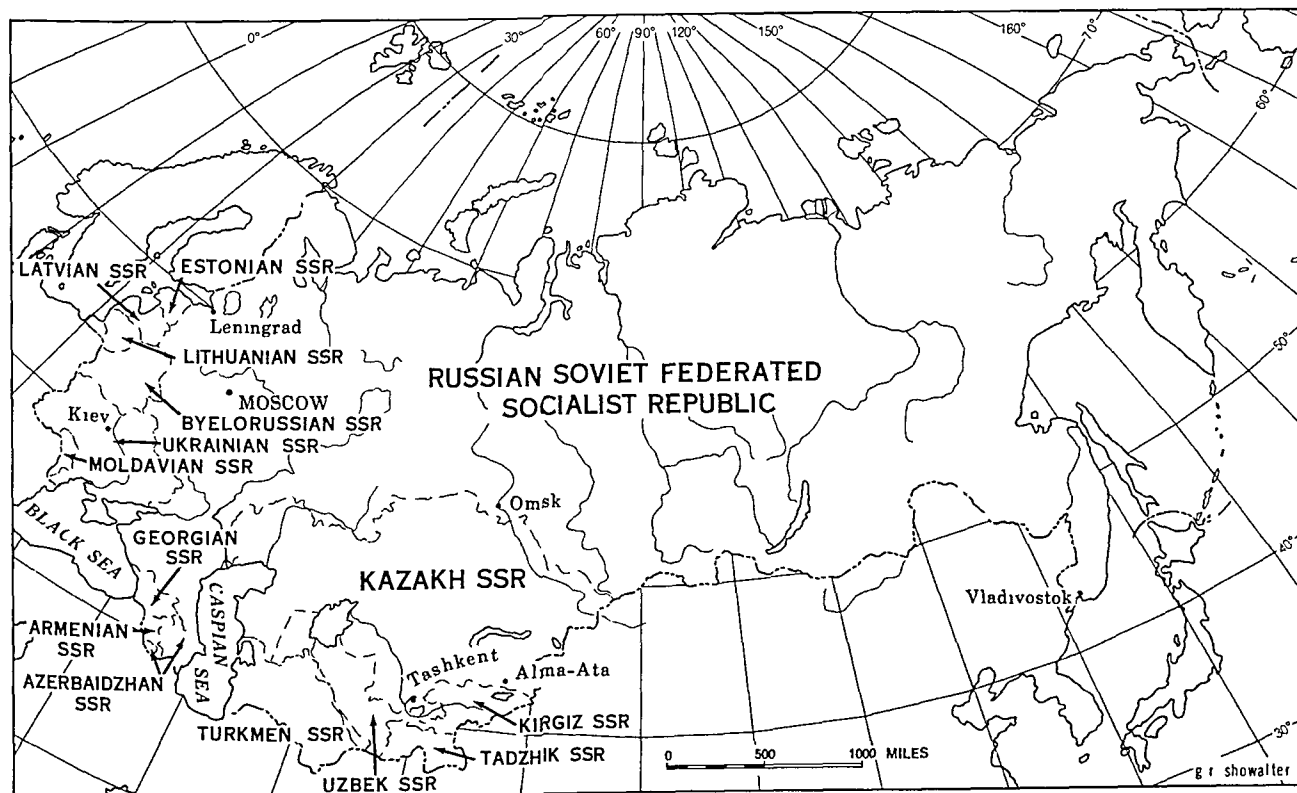 0°
30°
60°
90°
120°
150°
160°
70°
60°
LATVIAN SSR
ESTONIAN SSR
Leningrad
LITHUANIAN SSR
50°
RUSSIAN SOVIET FEDERATED
SOCIALIST REPUBLIC
MOSCOW
Kiev
BYELORUSSIAN SSR
UKRAINIAN SSR
MOLDAVIAN SSR
BLACK SEA
Omsk
GEORGIAN
SSR
40°
KAZAKH SSR
CASPIAN
SEA
Vladivostok
ARMENIAN
SSR
AZERBAIDZHAN
SSR
Tashkent
Alma-Ata
KIRGIZ SSR
TURKMEN SSR
TADZHIK SSR
UZBEK SSR
0 500 1000 MILES
30°
g r showalter